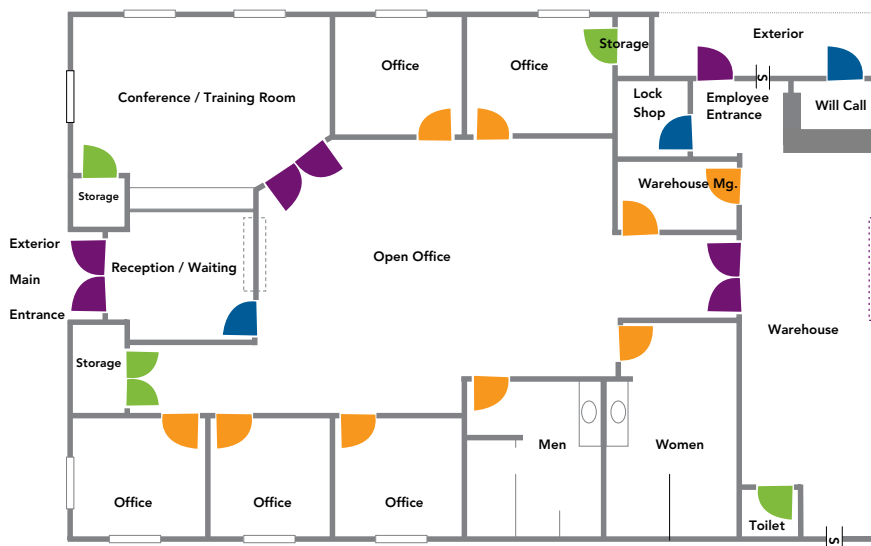 Exterior
Office
Office
Storage
Conference / Training Room
Lock
Shop
Employee
Entrance
Will Call
S
Storage
Warehouse Mg.
Exterior
Main
Entrance
Reception / Waiting
Open Office
Warehouse
Storage
Men
Women
Office
Office
Office
Toilet
S